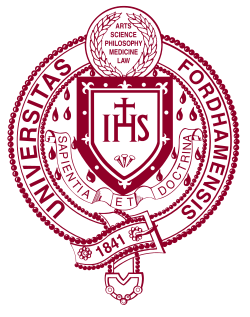 ARTS
SCIENCE
PHILOSOPHY
MEDICINE
LAW
UNIVERSITAS FORDHAMENSIS
IHS
SAPIENTIA ET DOCTRINA
1841